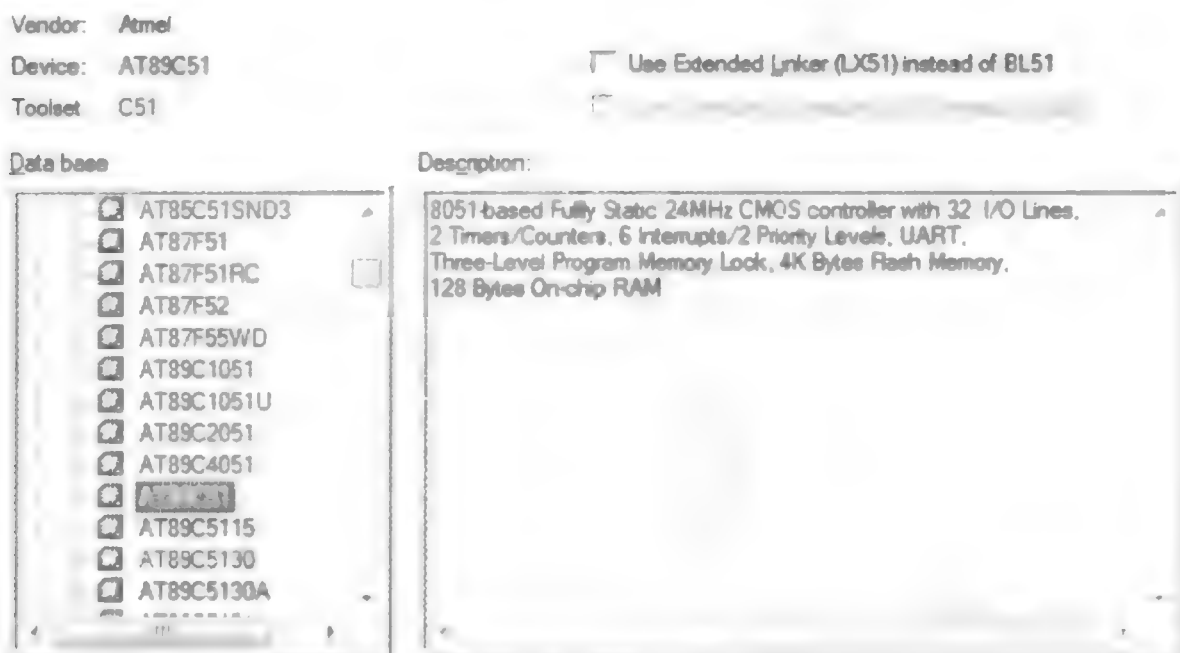 Vendor: Atmel
Device: AT89C51
Use Extended Linker (LX51) instead of BL51
Toolset C51
Data base
Description:
AT85C51SND3
AT87F51
AT87F51RC
AT87F52
AT87F55WD
AT89C1051
AT89C1051U
AT89C2051
AT89C4051
AT89C5115
AT89C5130
AT89C5130A
8051-based Fully Static 24MHz CMOS controller with 32 I/O Lines,
2 Timers/Counters, 6 Interrupts/2 Priority Levels, UART,
Three-Level Program Memory Lock, 4K Bytes Flash Memory,
128 Bytes On-chip RAM